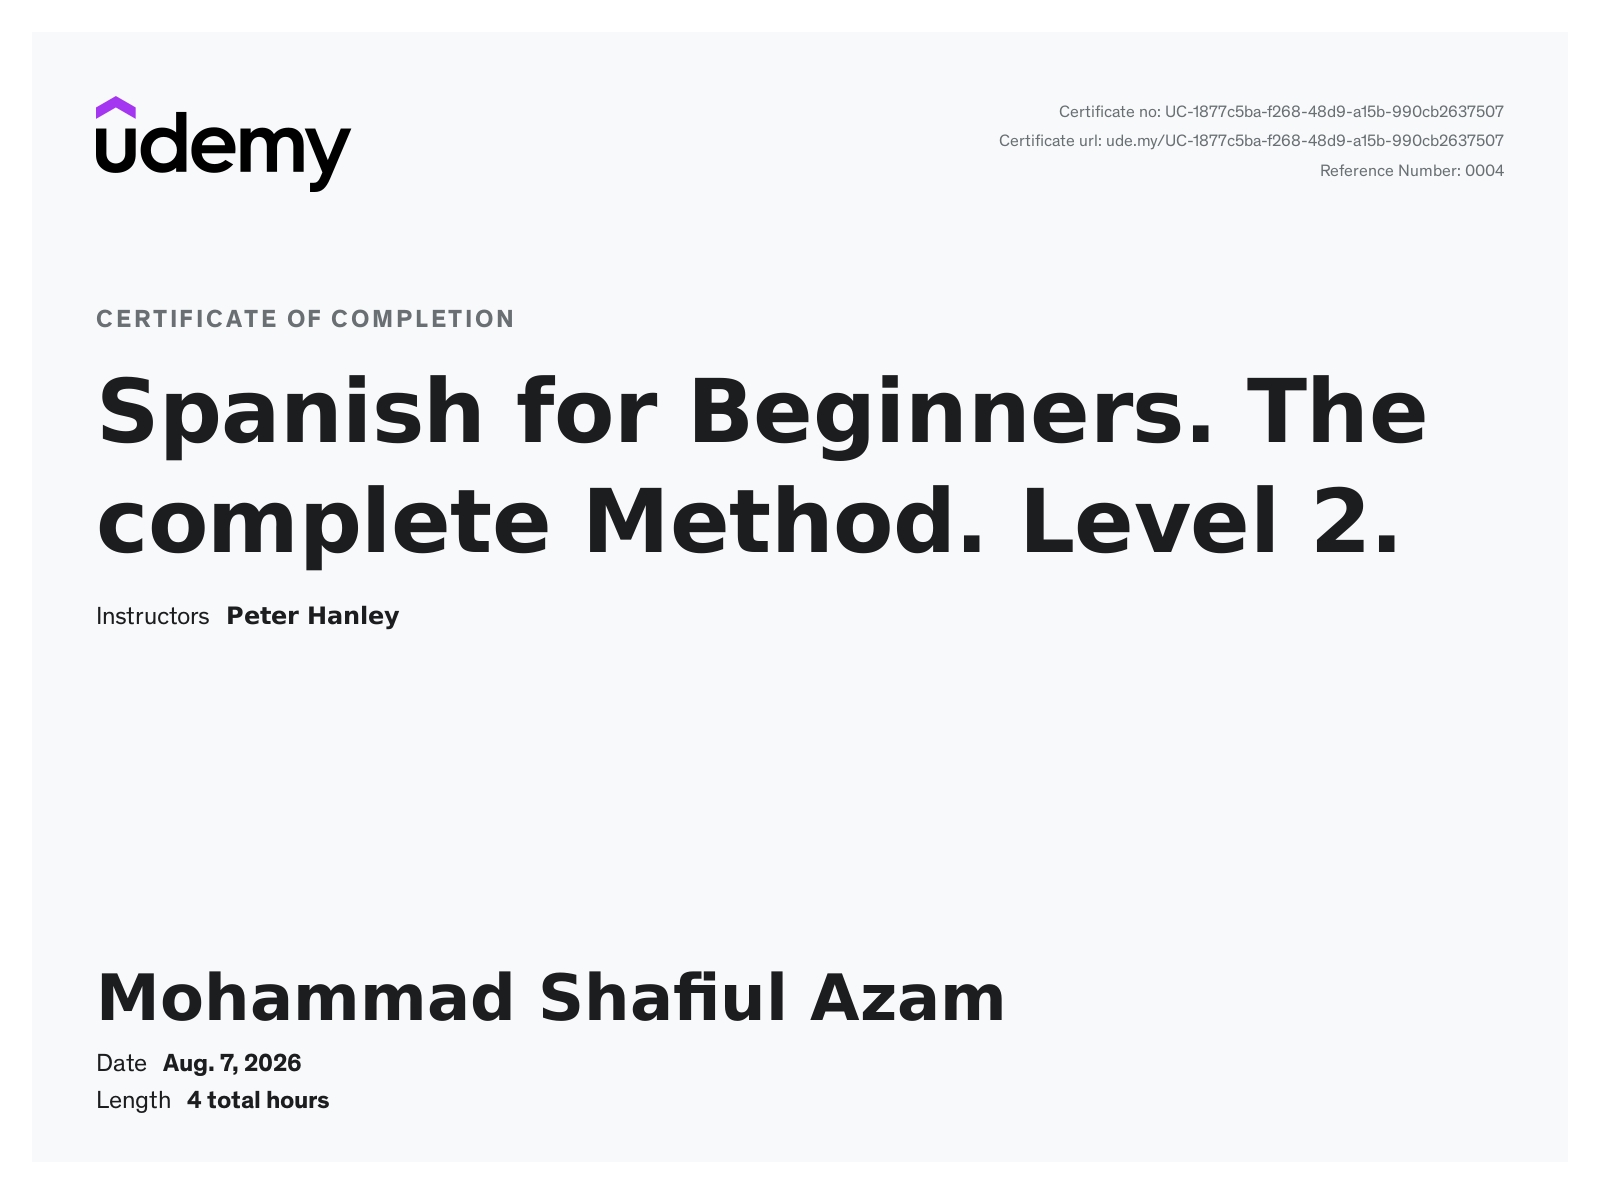 udemy
Certificate no: UC-1877c5ba-f268-48d9-a15b-990cb2637507
Certificate url: ude.my/UC-1877c5ba-f268-48d9-a15b-990cb2637507
Reference Number: 0004
CERTIFICATE OF COMPLETION
Spanish for Beginners. The
complete Method. Level 2.
Instructors Peter Hanley
Mohammad Shafiul Azam
Date Aug. 7, 2026
Length 4 total hours